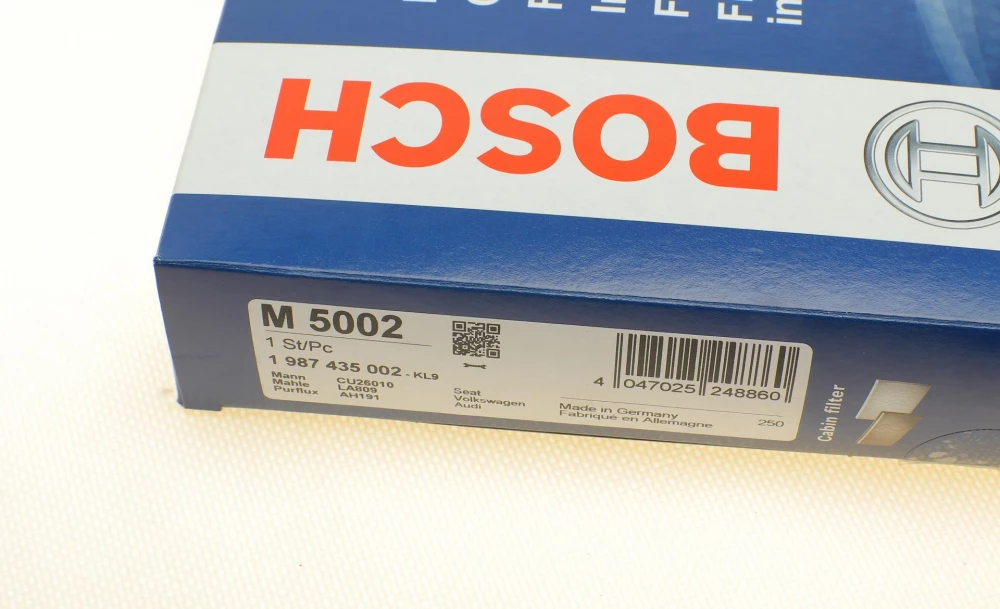 BOSCH
M 5002
1 St/Pc
1 987 435 002 - KL9
Mann CU26010
Mahle LA809
Purflux AH191
Seat
Volkswagen
Audi
4 047025 248860
Made in Germany
Fabriqué en Allemagne
250
Cabin filter